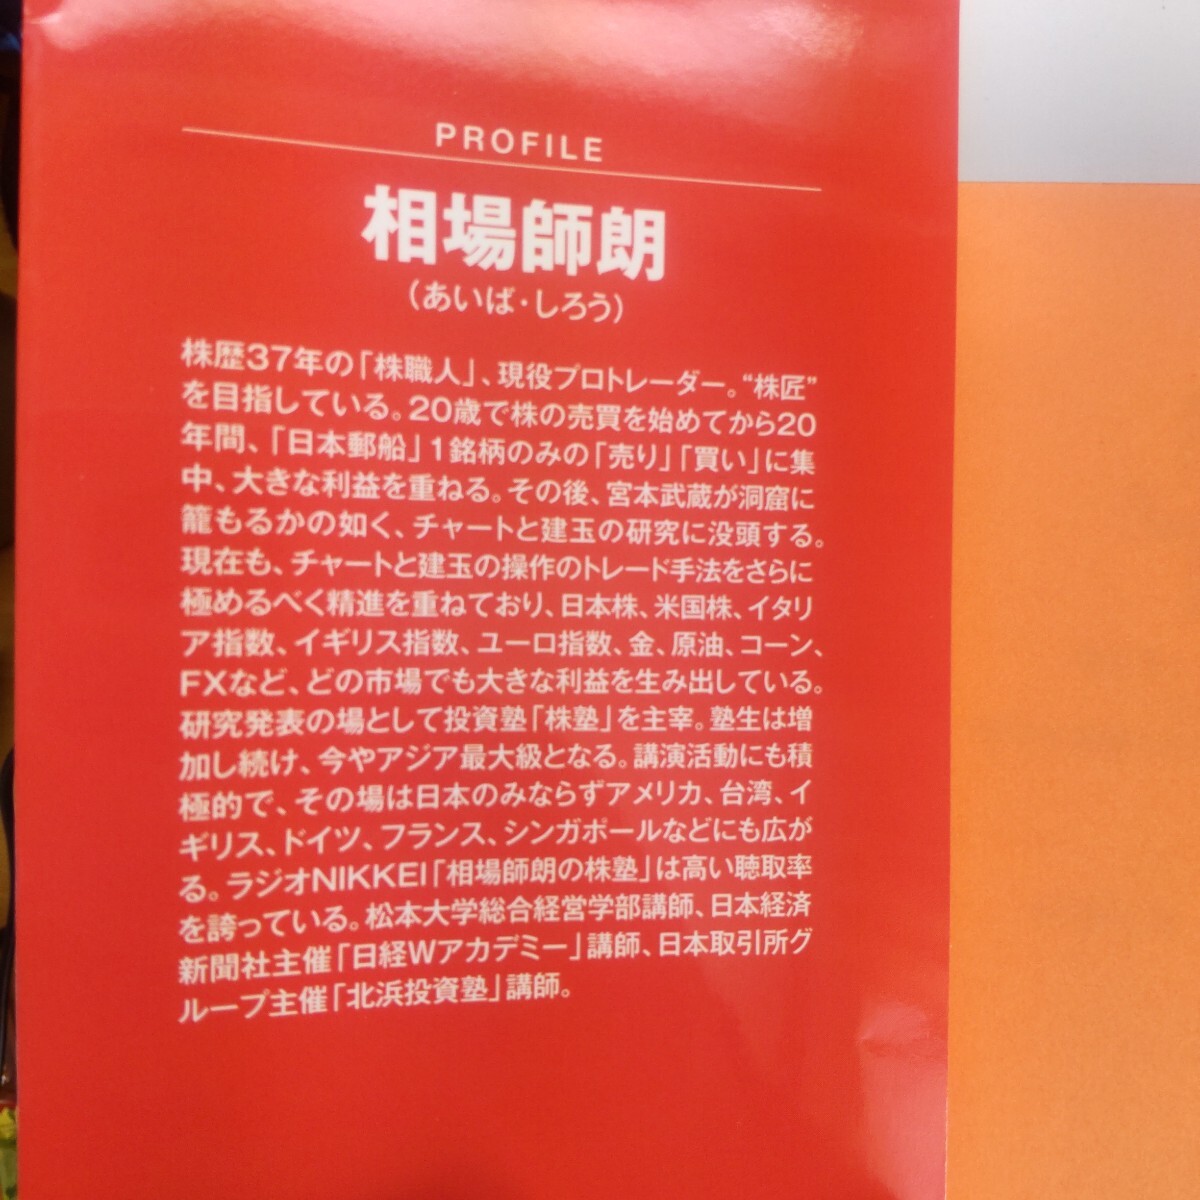 PROFILE
相場師朗
（あいば・しろう）
株歴37年の「株職人」、現役プロトレーダー。“株匠”
を目指している。20歳で株の売買を始めてから20
年間、「日本郵船」1銘柄のみの「売り」「買い」に集
中、大きな利益を重ねる。その後、宮本武蔵が洞窟に
籠もるかの如く、チャートと建玉の研究に没頭する。
現在も、チャートと建玉の操作のトレード手法をさらに
極めるべく精進を重ねており、日本株、米国株、イタリ
ア指数、イギリス指数、ユーロ指数、金、原油、コーン、
FXなど、どの市場でも大きな利益を生み出している。
研究発表の場として投資塾「株塾」を主宰。塾生は増
加し続け、今やアジア最大級となる。講演活動にも積
極的で、その場は日本のみならずアメリカ、台湾、イ
ギリス、ドイツ、フランス、シンガポールなどにも広が
る。ラジオNIKKEI「相場師朗の株塾」は高い聴取率
を誇っている。松本大学総合経営学部講師、日本経済
新聞社主催「日経Wアカデミー」講師、日本取引所グ
ループ主催「北浜投資塾」講師。